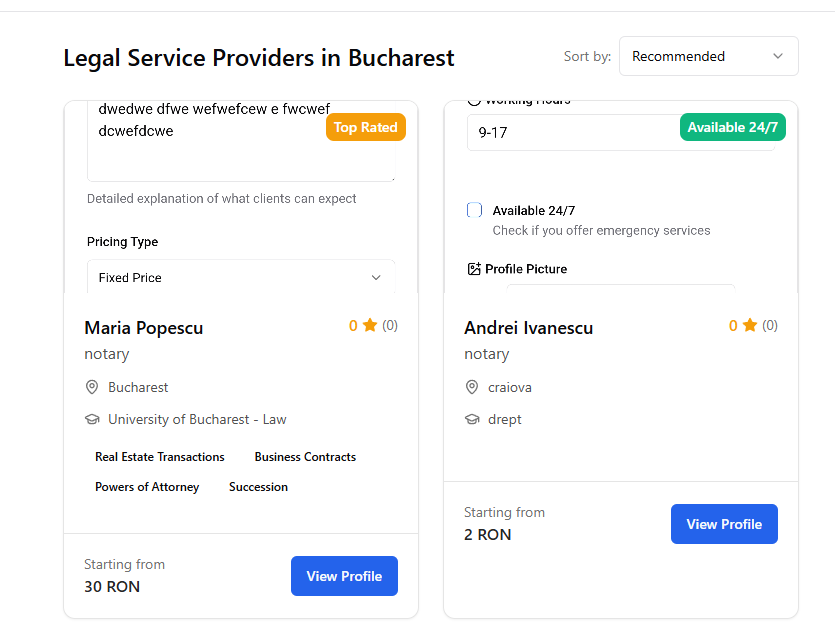 Legal Service Providers in Bucharest
Sort by:
Recommended
dwedwe dfwe wefwefcew e fwcwef
dcwefdcwe
Top Rated
Detailed explanation of what clients can expect
Pricing Type
Fixed Price
Maria Popescu
0 (0)
notary
Bucharest
University of Bucharest - Law
Real Estate Transactions Business Contracts
Powers of Attorney Succession
Starting from
30 RON
View Profile
Working Hours
9-17
Available 24/7
Available 24/7
Check if you offer emergency services
Profile Picture
Andrei Ivanescu
0 (0)
notary
craiova
drept
Starting from
2 RON
View Profile